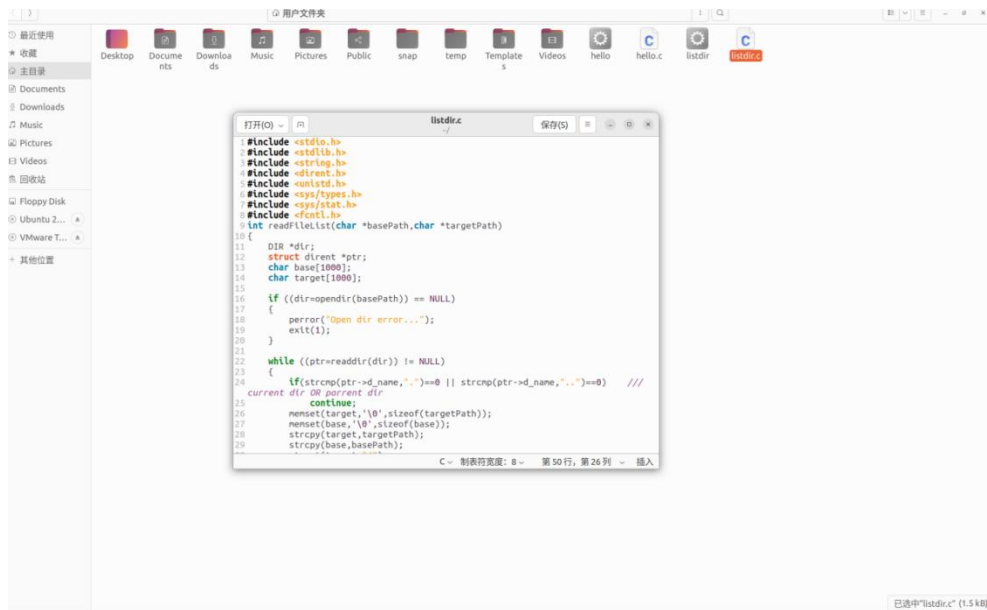 用户文件夹
最近使用
收藏
主目录
Documents
Downloads
Music
Pictures
Videos
回收站
Floppy Disk
Ubuntu 2...
VMware T...
+ 其他位置
Desktop
Docume
nts
Downloa
ds
Music
Pictures
Public
snap
temp
Template
s
Videos
hello
hello.c
listdir
listdir.c
打开(O)
listdir.c
~/
保存(S)
1 #include <stdio.h>
2 #include <stdlib.h>
3 #include <string.h>
4 #include <dirent.h>
5 #include <unistd.h>
6 #include <sys/types.h>
7 #include <sys/stat.h>
8 #include <fcntl.h>
9 int readFileList(char *basePath,char *targetPath)
10 {
11 DIR *dir;
12 struct dirent *ptr;
13 char base[1000];
14 char target[1000];
15
16 if ((dir=opendir(basePath)) == NULL)
17 {
18 perror("Open dir error...");
19 exit(1);
20 }
21
22 while ((ptr=readdir(dir)) != NULL)
23 {
24 if(strcmp(ptr->d_name,".")==0 || strcmp(ptr->d_name,"..")==0) ///
current dir OR parrent dir
25 continue;
26 memset(target,'\0',sizeof(targetPath));
27 memset(base,'\0',sizeof(base));
28 strcpy(target,targetPath);
29 strcpy(base,basePath);
C 制表符宽度：8 第 50 行，第 26 列 插入
已选中"listdir.c" (1.5 kB)